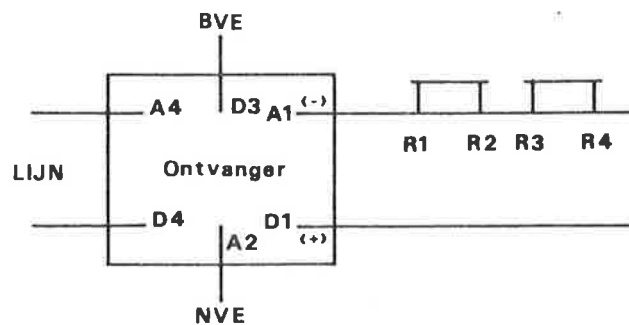 BVE
A4 D3 A1 (-)
R1 R2 R3 R4
LIJN Ontvanger
D4 A2 D1 (+)
NVE